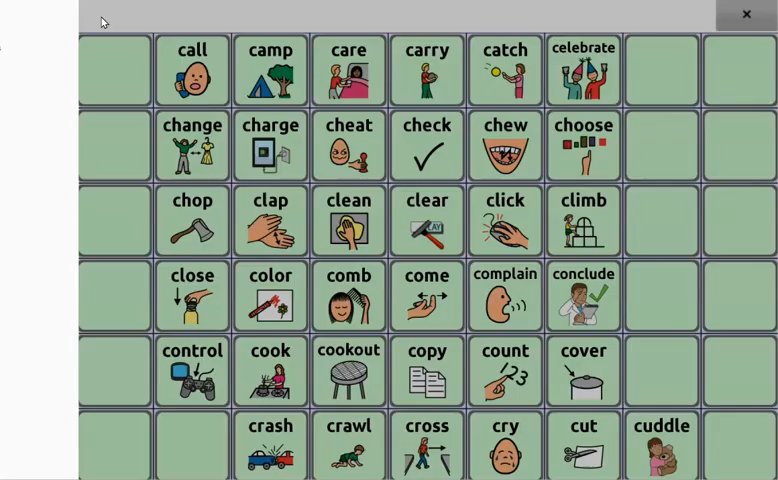 ×
call camp care carry catch celebrate
change charge cheat check chew choose
chop clap clean clear click climb
close color comb come complain conclude
control cook cookout copy count cover
123
crash crawl cross cry cut cuddle